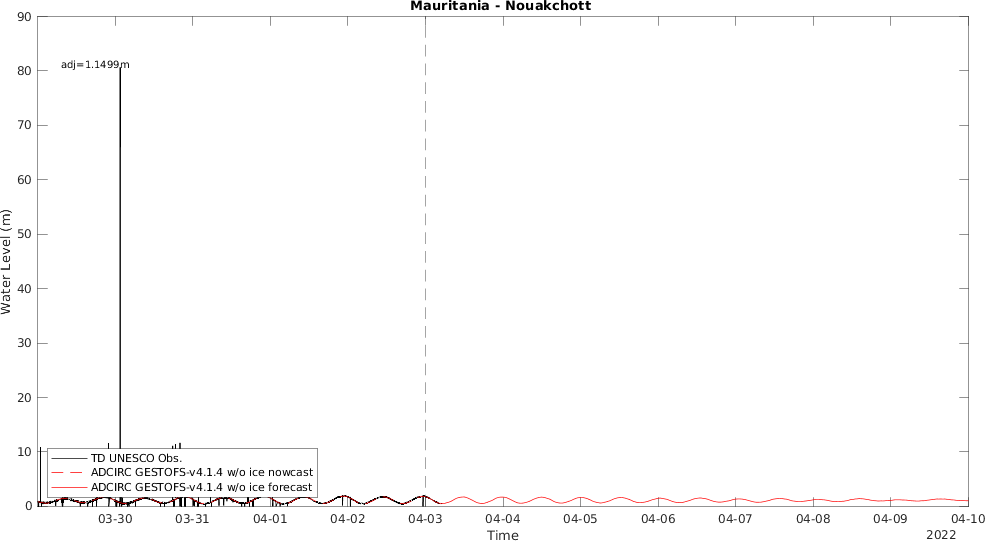 Mauritania - Nouakchott
90
80
70
60
50
40
30
20
10
0
Water Level (m)
adj=1.1499m
TD UNESCO Obs.
ADCIRC GESTOFS-v4.1.4 w/o ice nowcast
ADCIRC GESTOFS-v4.1.4 w/o ice forecast
03-30 03-31 04-01 04-02 04-03 04-04 04-05 04-06 04-07 04-08 04-09 04-10
Time
2022